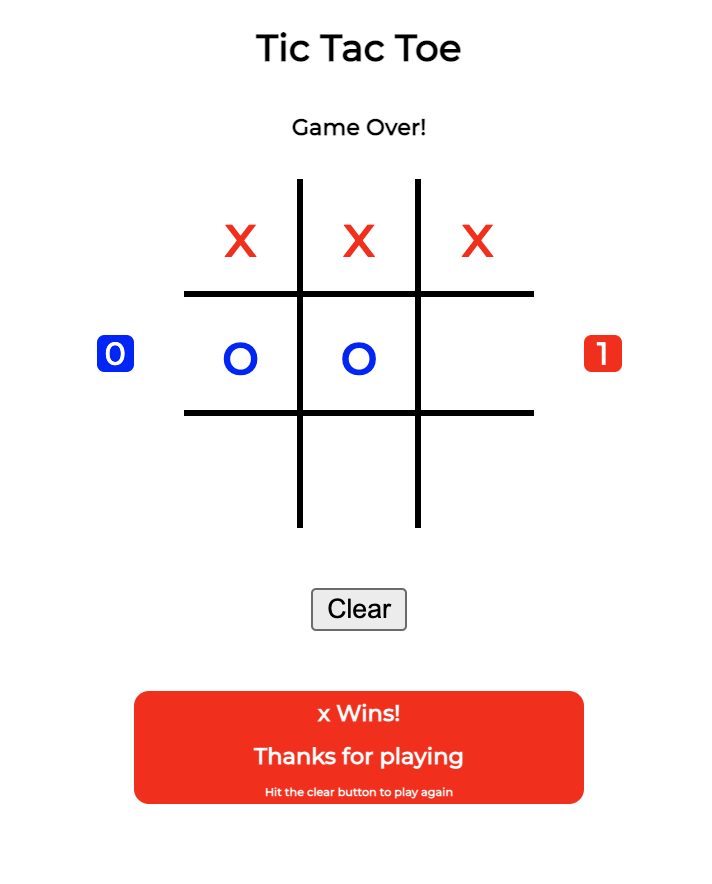 Tic Tac Toe
Game Over!
x x x
0 o o 1
Clear
x Wins!
Thanks for playing
Hit the clear button to play again